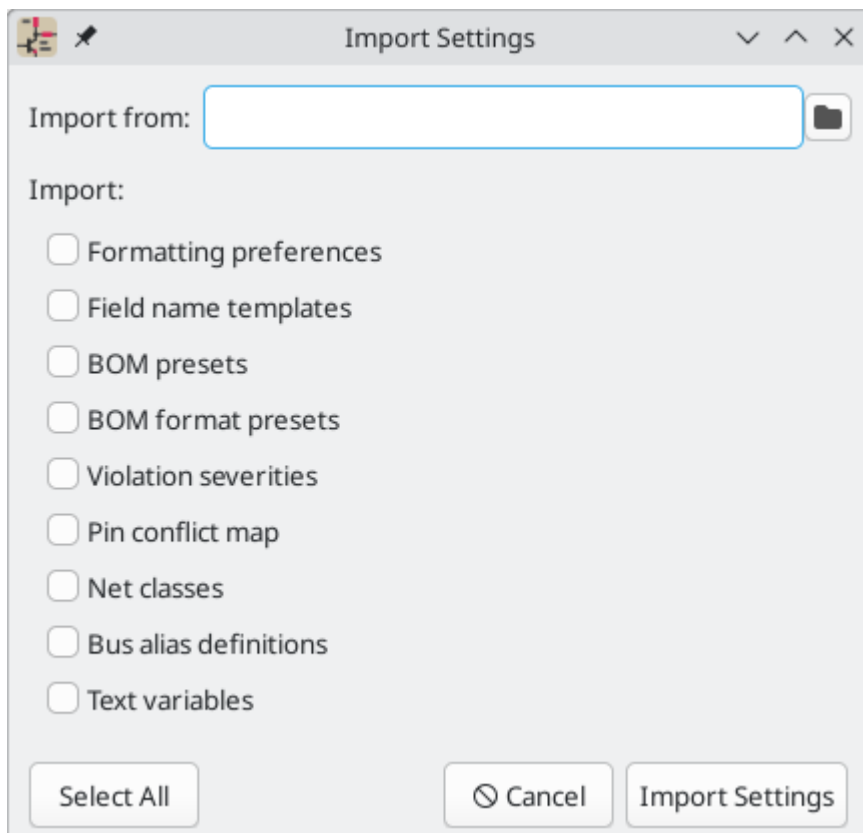 Import Settings
Import from:
Import:
Formatting preferences
Field name templates
BOM presets
BOM format presets
Violation severities
Pin conflict map
Net classes
Bus alias definitions
Text variables
Select All Cancel Import Settings